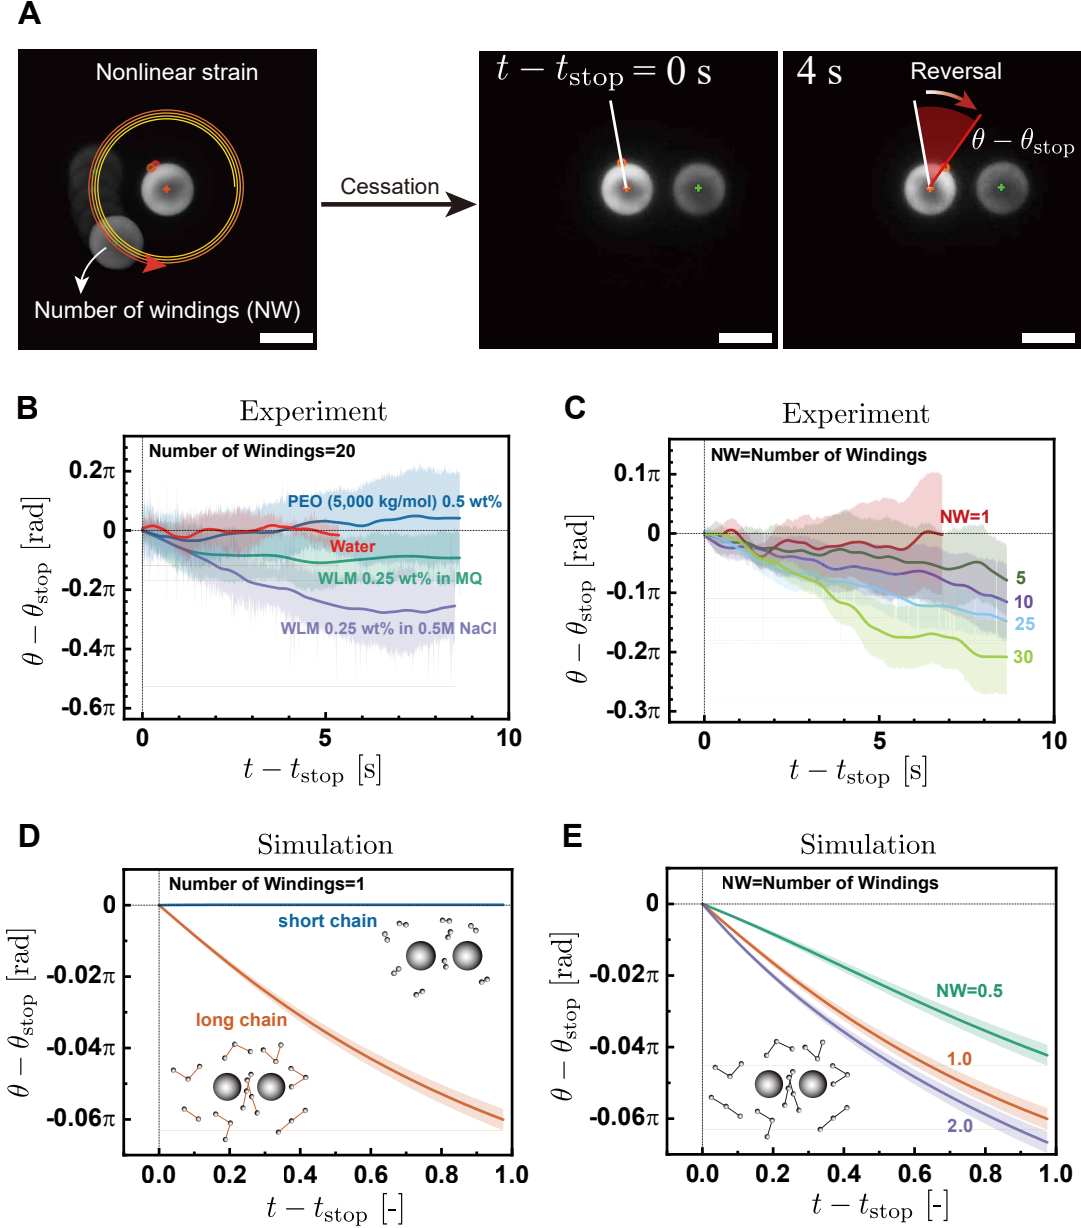 A
Nonlinear strain
Number of windings (NW)
Cessation
t − t_stop = 0 s
4 s
Reversal
θ − θ_stop
B
Experiment
Number of Windings=20
0.2π
0
-0.2π
-0.4π
-0.6π
θ − θ_stop [rad]
PEO (5,000 kg/mol) 0.5 wt%
Water
WLM 0.25 wt% in MQ
WLM 0.25 wt% in 0.5M NaCl
0 5 10
t − t_stop [s]
C
Experiment
NW=Number of Windings
0.1π
0
-0.1π
-0.2π
-0.3π
θ − θ_stop [rad]
NW=1
5
10
25
30
0 5 10
t − t_stop [s]
D
Simulation
Number of Windings=1
0
-0.02π
-0.04π
-0.06π
θ − θ_stop [rad]
short chain
long chain
0.0 0.2 0.4 0.6 0.8 1.0
t − t_stop [-]
E
Simulation
NW=Number of Windings
0
-0.02π
-0.04π
-0.06π
θ − θ_stop [rad]
NW=0.5
1.0
2.0
0.0 0.2 0.4 0.6 0.8 1.0
t − t_stop [-]